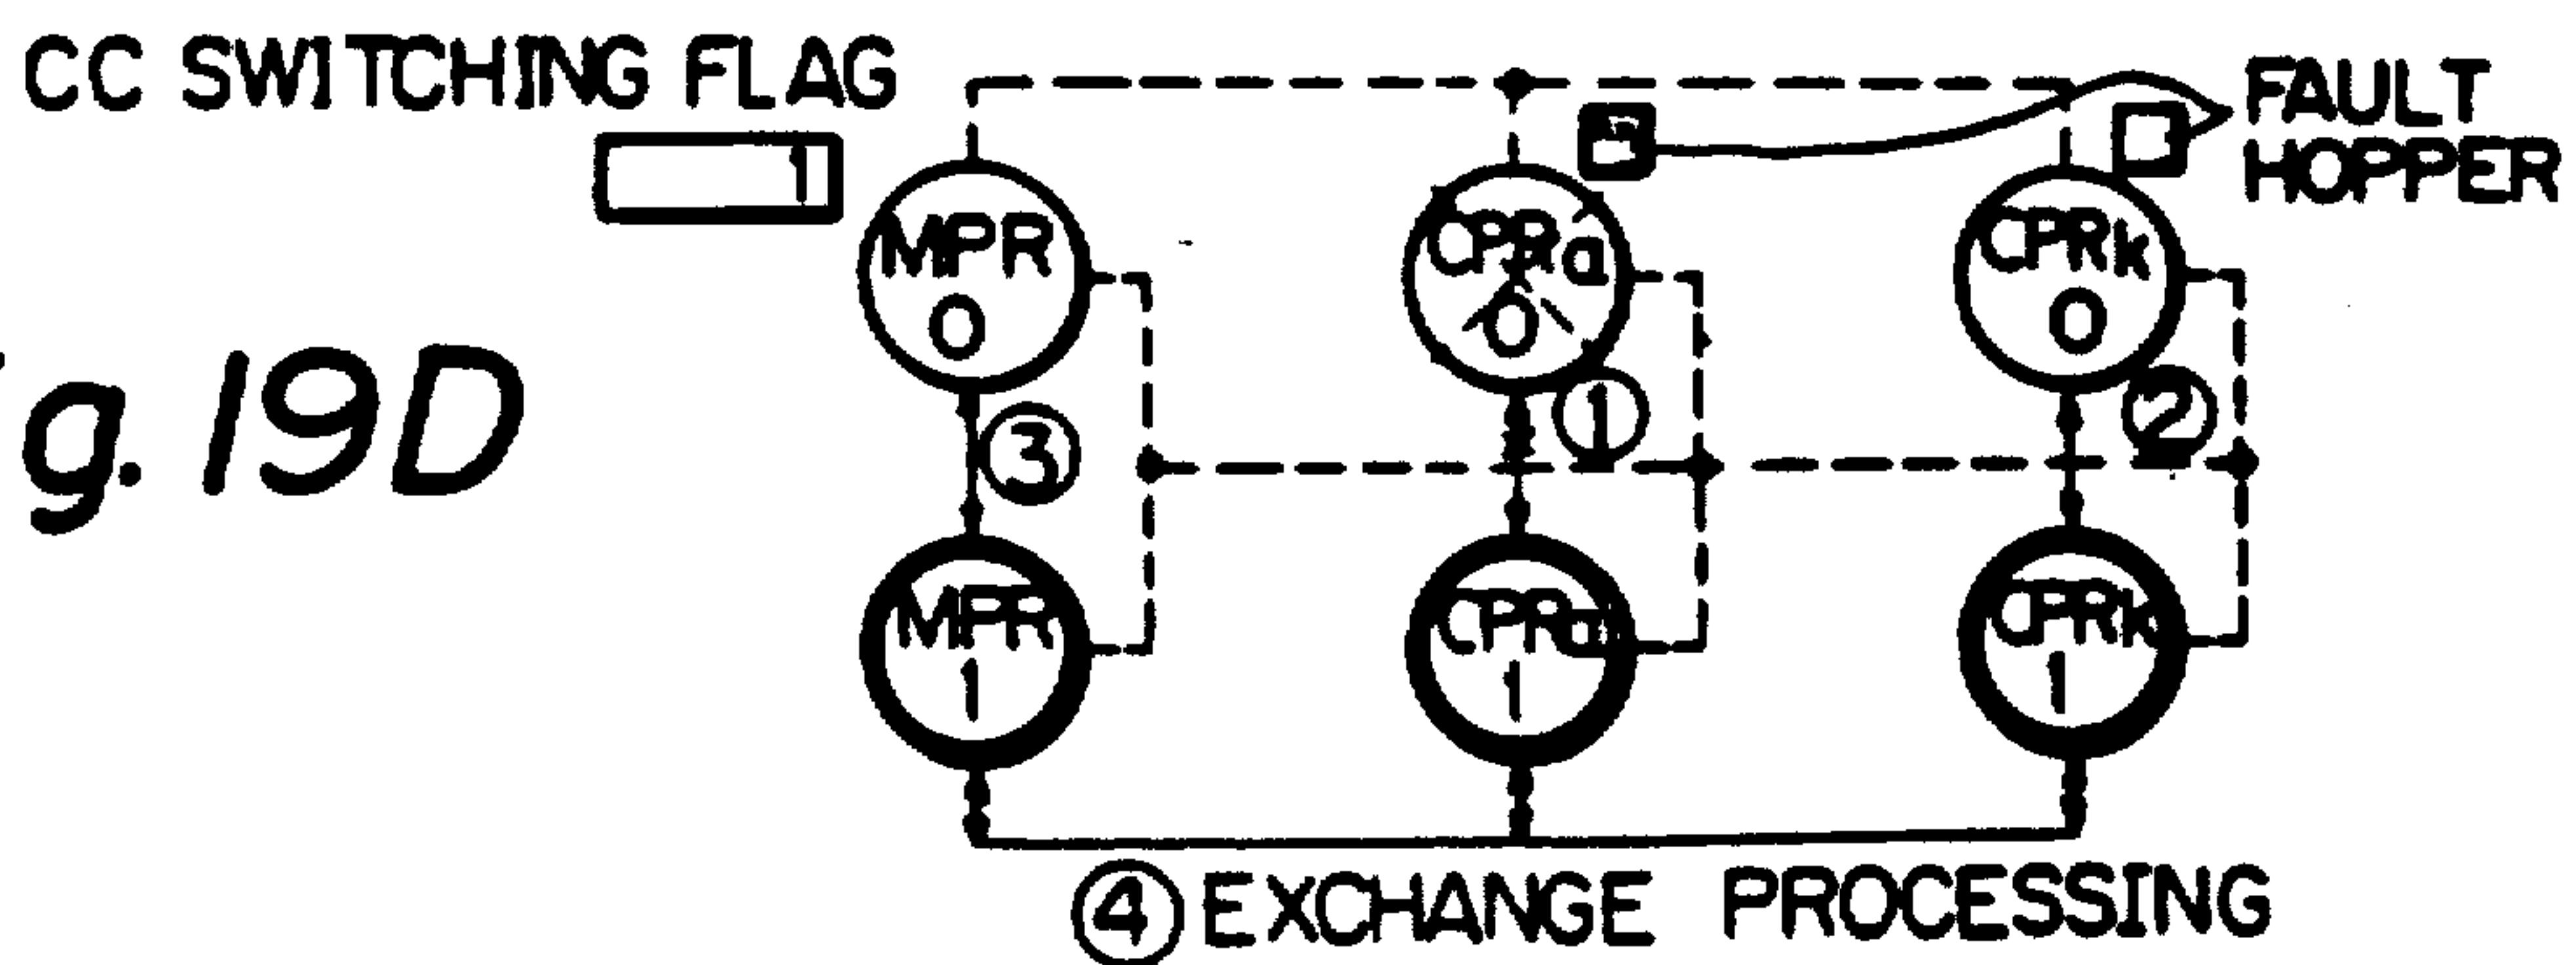 CC SWITCHING FLAG
1
FAULT
HOPPER
MPR
0
CPRa
0
CPRk
0
g. 19D
③
①
②
MPR
1
CPRa
1
CPRk
1
④ EXCHANGE PROCESSING